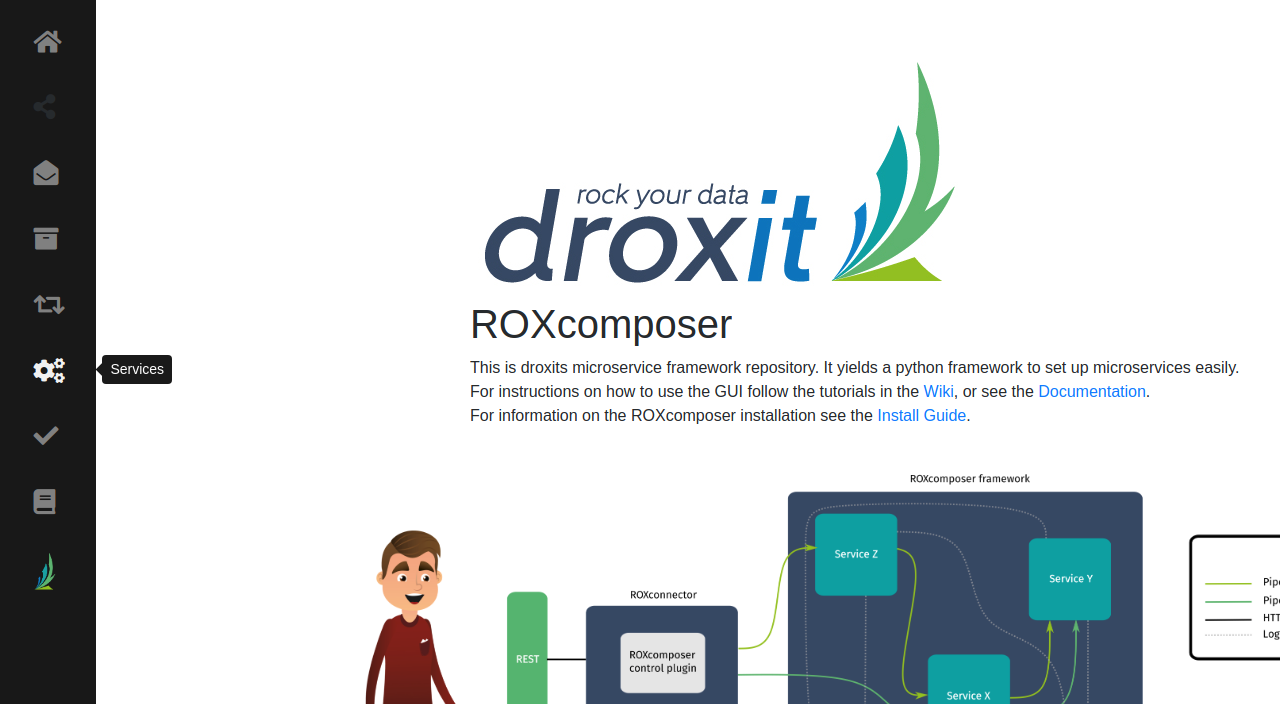 rock your data
droxit
ROXcomposer
This is droxits microservice framework repository. It yields a python framework to set up microservices easily.
For instructions on how to use the GUI follow the tutorials in the Wiki, or see the Documentation.
For information on the ROXcomposer installation see the Install Guide.
Services
ROXcomposer framework
Service Z
Service Y
ROXconnector
REST
ROXcomposer
control plugin
Service X